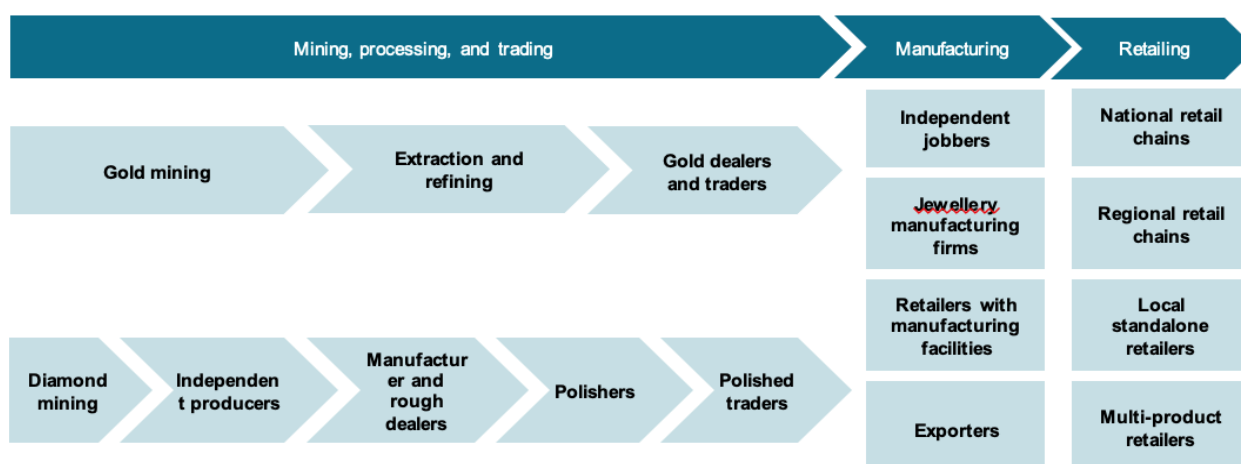 Mining, processing, and trading
Manufacturing
Retailing
Gold mining
Extraction and
refining
Gold dealers
and traders
Diamond
mining
Independen
t producers
Manufactur
er and
rough
dealers
Polishers
Polished
traders
Independent
jobbers
Jewellery
manufacturing
firms
Retailers with
manufacturing
facilities
Exporters
National retail
chains
Regional retail
chains
Local
standalone
retailers
Multi-product
retailers